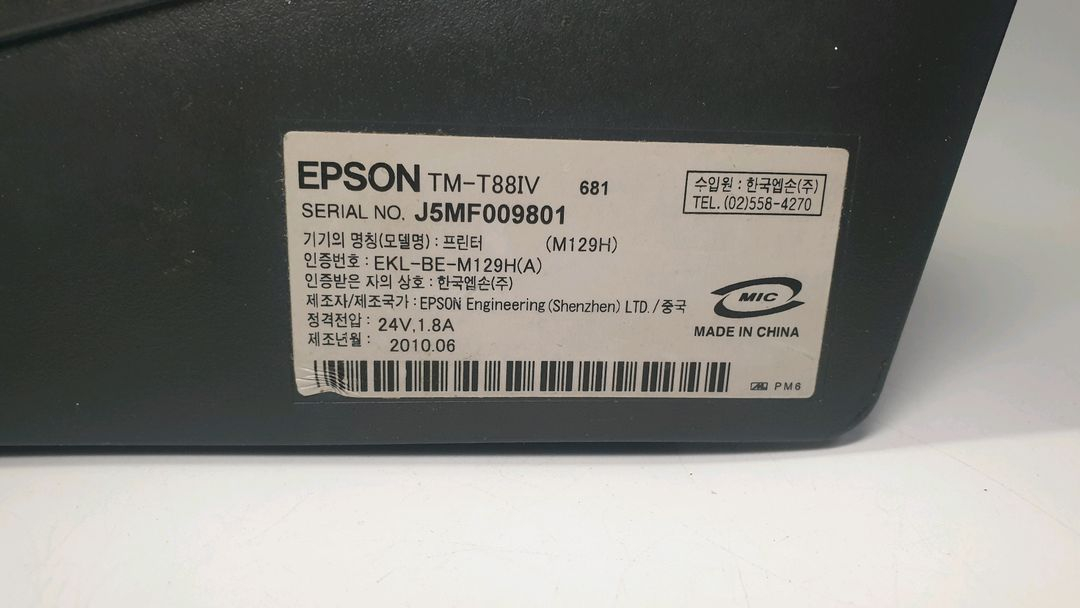 EPSON TM-T88IV 681
수입원 : 한국엡손(주)
TEL.(02)558-4270
SERIAL NO. J5MF009801
기기의 명칭(모델명) : 프린터 (M129H)
인증번호 : EKL-BE-M129H(A)
인증받은 자의 상호 : 한국엡손(주)
제조자/제조국가 : EPSON Engineering (Shenzhen) LTD. / 중국
정격전압 : 24V, 1.8A
제조년월 : 2010.06
MIC
MADE IN CHINA
PM6